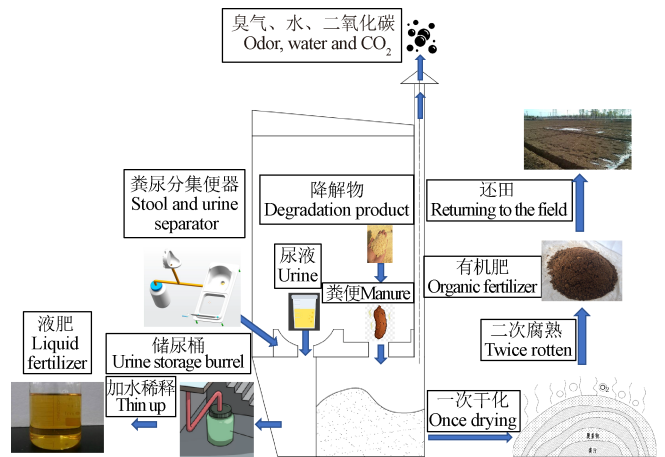 臭气、水、二氧化碳
Odor, water and CO2
粪尿分集便器
Stool and urine
separator
降解物
Degradation product
还田
Returning to the field
尿液
Urine
粪便Manure
有机肥
Organic fertilizer
液肥
Liquid
fertilizer
储尿桶
Urine storage burrel
二次腐熟
Twice rotten
加水稀释
Thin up
一次干化
Once drying
O2